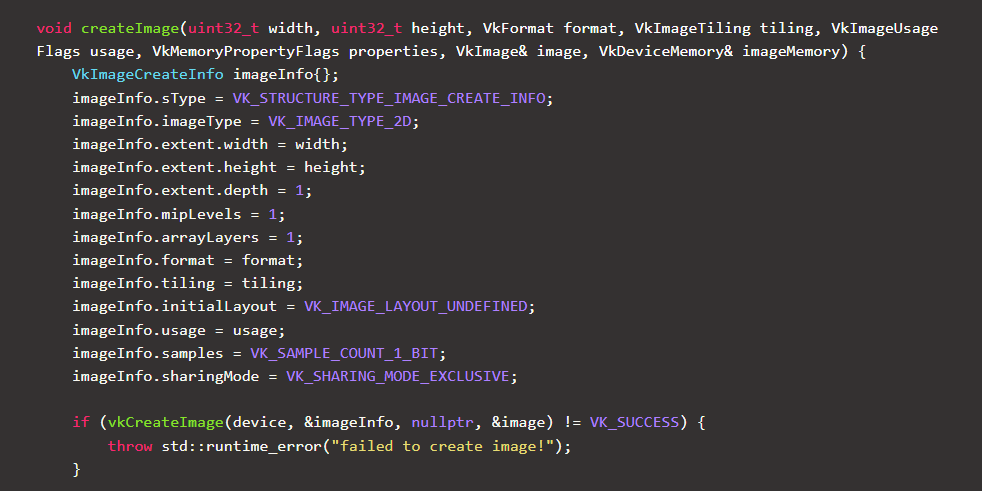 void createImage(uint32_t width, uint32_t height, VkFormat format, VkImageTiling tiling, VkImageUsage
Flags usage, VkMemoryPropertyFlags properties, VkImage& image, VkDeviceMemory& imageMemory) {
    VkImageCreateInfo imageInfo{};
    imageInfo.sType = VK_STRUCTURE_TYPE_IMAGE_CREATE_INFO;
    imageInfo.imageType = VK_IMAGE_TYPE_2D;
    imageInfo.extent.width = width;
    imageInfo.extent.height = height;
    imageInfo.extent.depth = 1;
    imageInfo.mipLevels = 1;
    imageInfo.arrayLayers = 1;
    imageInfo.format = format;
    imageInfo.tiling = tiling;
    imageInfo.initialLayout = VK_IMAGE_LAYOUT_UNDEFINED;
    imageInfo.usage = usage;
    imageInfo.samples = VK_SAMPLE_COUNT_1_BIT;
    imageInfo.sharingMode = VK_SHARING_MODE_EXCLUSIVE;

    if (vkCreateImage(device, &imageInfo, nullptr, &image) != VK_SUCCESS) {
        throw std::runtime_error("failed to create image!");
    }